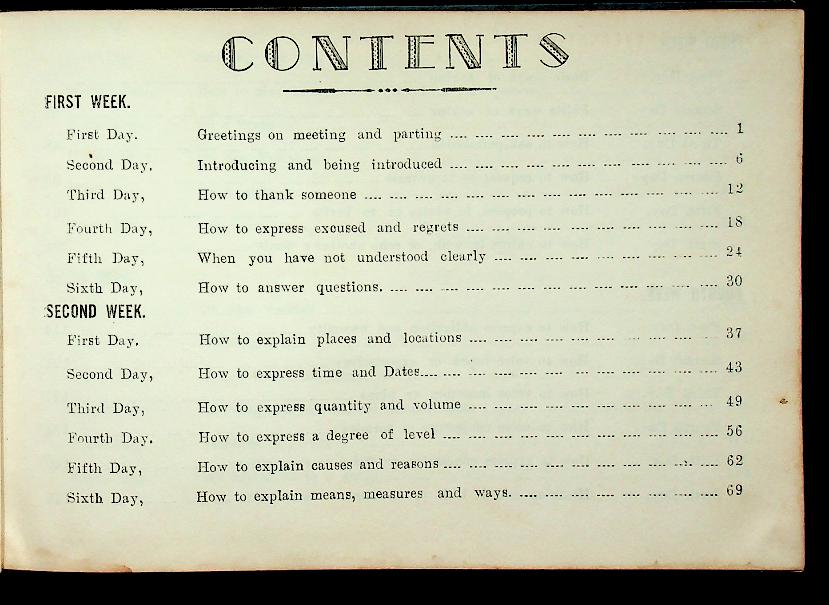 CONTENTS
FIRST WEEK.
First Day. Greetings on meeting and parting .... 1
Second Day, Introducing and being introduced .... 6
Third Day, How to thank someone .... 12
Fourth Day, How to express excused and regrets .... 18
Fifth Day, When you have not understood clearly .... 24
Sixth Day, How to answer questions. .... 30
SECOND WEEK.
First Day, How to explain places and locations .... 37
Second Day, How to express time and Dates.... 43
Third Day, How to express quantity and volume .... 49
Fourth Day. How to express a degree of level .... 56
Fifth Day, How to explain causes and reasons .... 62
Sixth Day, How to explain means, measures and ways. .... 69